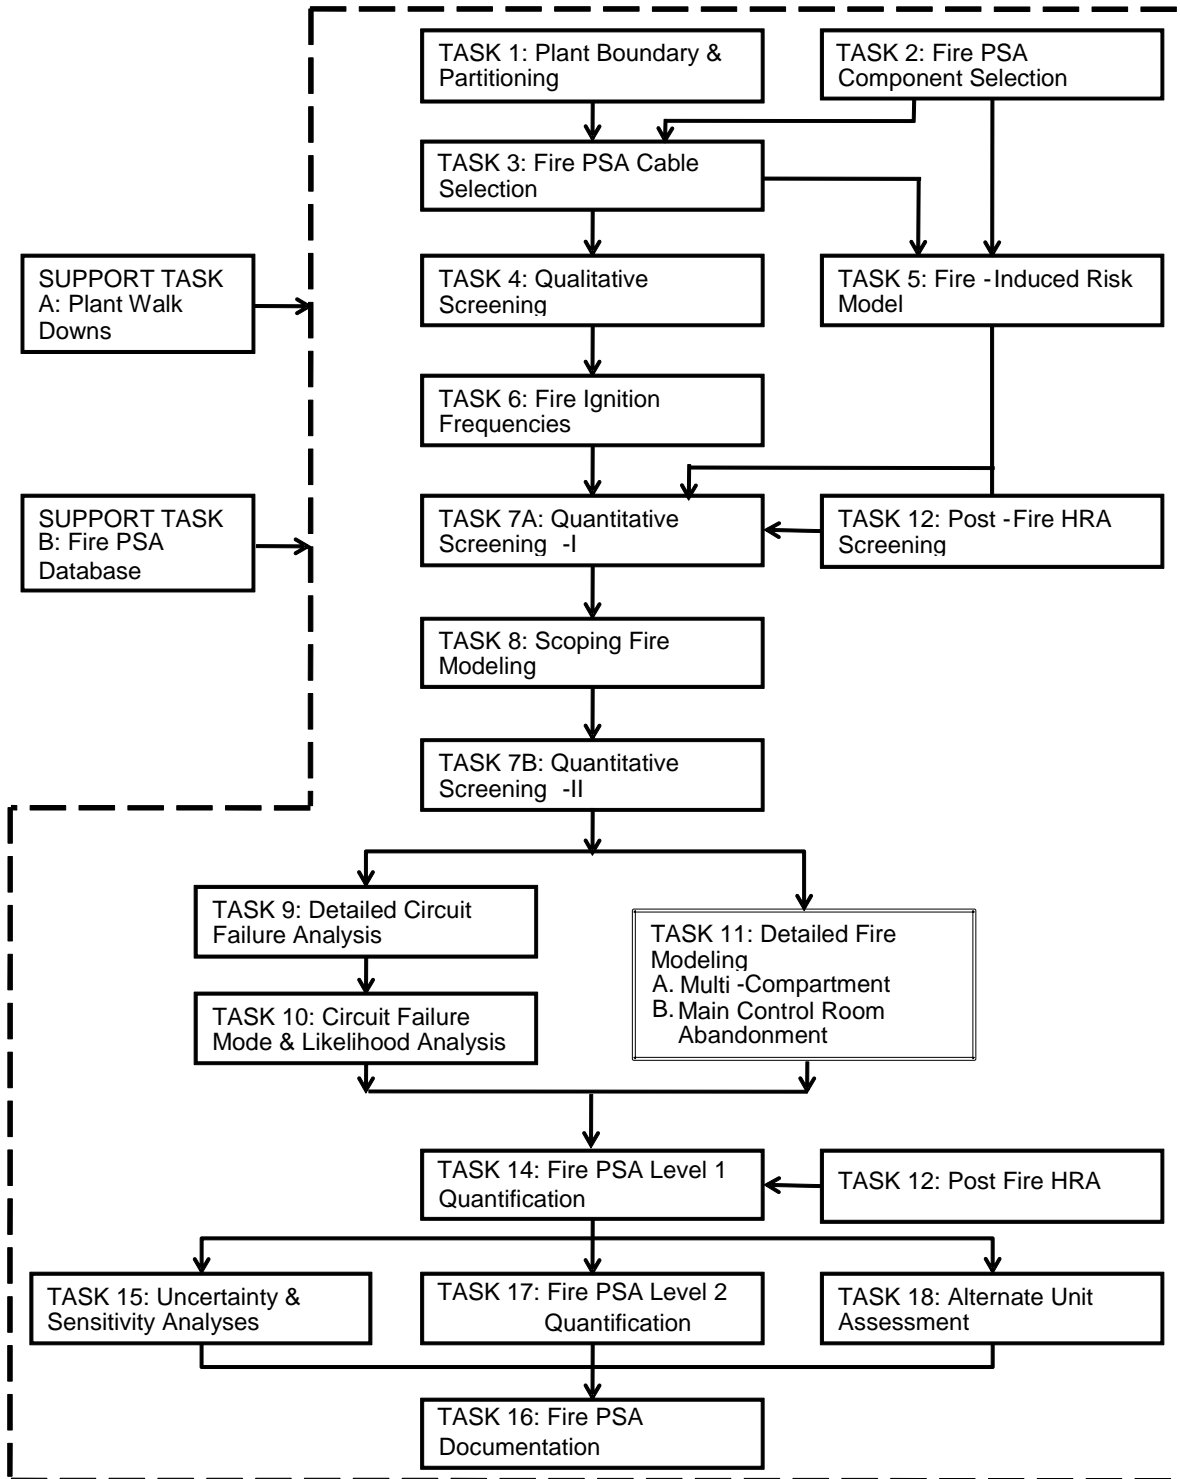 TASK 1: Plant Boundary &
Partitioning
TASK 2: Fire PSA
Component Selection
TASK 3: Fire PSA Cable
Selection
SUPPORT TASK
A: Plant Walk
Downs
TASK 4: Qualitative
Screening
TASK 5: Fire -Induced Risk
Model
TASK 6: Fire Ignition
Frequencies
SUPPORT TASK
B: Fire PSA
Database
TASK 7A: Quantitative
Screening -I
TASK 12: Post -Fire HRA
Screening
TASK 8: Scoping Fire
Modeling
TASK 7B: Quantitative
Screening -II
TASK 9: Detailed Circuit
Failure Analysis
TASK 10: Circuit Failure
Mode & Likelihood Analysis
TASK 11: Detailed Fire
Modeling
A. Multi -Compartment
B. Main Control Room
Abandonment
TASK 14: Fire PSA Level 1
Quantification
TASK 12: Post Fire HRA
TASK 15: Uncertainty &
Sensitivity Analyses
TASK 17: Fire PSA Level 2
Quantification
TASK 18: Alternate Unit
Assessment
TASK 16: Fire PSA
Documentation